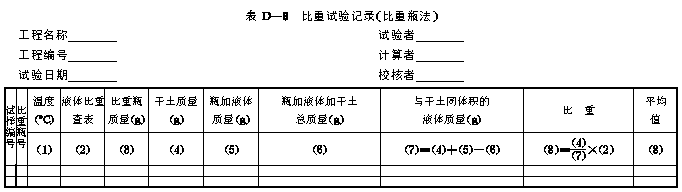 表 D—8 比重试验记录(比重瓶法)
工程名称________ 试验者________
工程编号________ 计算者________
试验日期________ 校核者________
试样编号 比重瓶号 温度(℃) 液体比重查表 比重瓶质量(g) 干土质量(g) 瓶加液体质量(g) 瓶加液体加干土总质量(g) 与干土同体积的液体质量(g) 比 重 平均值
(1) (2) (3) (4) (5) (6) (7)=(4)+(5)-(6) (8)=(4)/(7)×(2) (8)